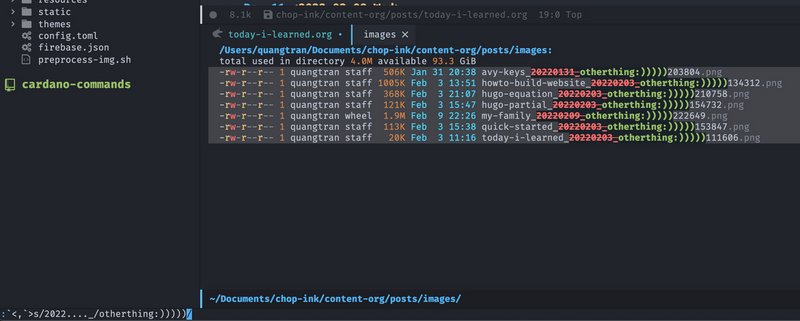 Dec 11 <2022-02-09 Wed>
resources
static
themes
config.toml
firebase.json
preprocess-img.sh
cardano-commands
8.1k chop-ink/content-org/posts/today-i-learned.org 19:0 Top
today-i-learned.org • images ×
/Users/quangtran/Documents/chop-ink/content-org/posts/images:
total used in directory 4.0M available 93.3 GiB
-rw-r--r-- 1 quangtran staff 506K Jan 31 20:38 avy-keys_20220131_otherthing:)))))203804.png
-rw-r--r-- 1 quangtran staff 1005K Feb 3 13:51 howto-build-website_20220203_otherthing:)))))134312.png
-rw-r--r-- 1 quangtran staff 368K Feb 3 21:07 hugo-equation_20220203_otherthing:)))))210758.png
-rw-r--r-- 1 quangtran staff 121K Feb 3 15:47 hugo-partial_20220203_otherthing:)))))154732.png
-rw-r--r-- 1 quangtran wheel 1.9M Feb 9 22:26 my-family_20220209_otherthing:)))))222649.png
-rw-r--r-- 1 quangtran staff 113K Feb 3 15:38 quick-started_20220203_otherthing:)))))153847.png
-rw-r--r-- 1 quangtran staff 20K Feb 3 11:16 today-i-learned_20220203_otherthing:)))))111606.png
~/Documents/chop-ink/content-org/posts/images/
:`<,`>s/2022...._/otherthing:)))))/